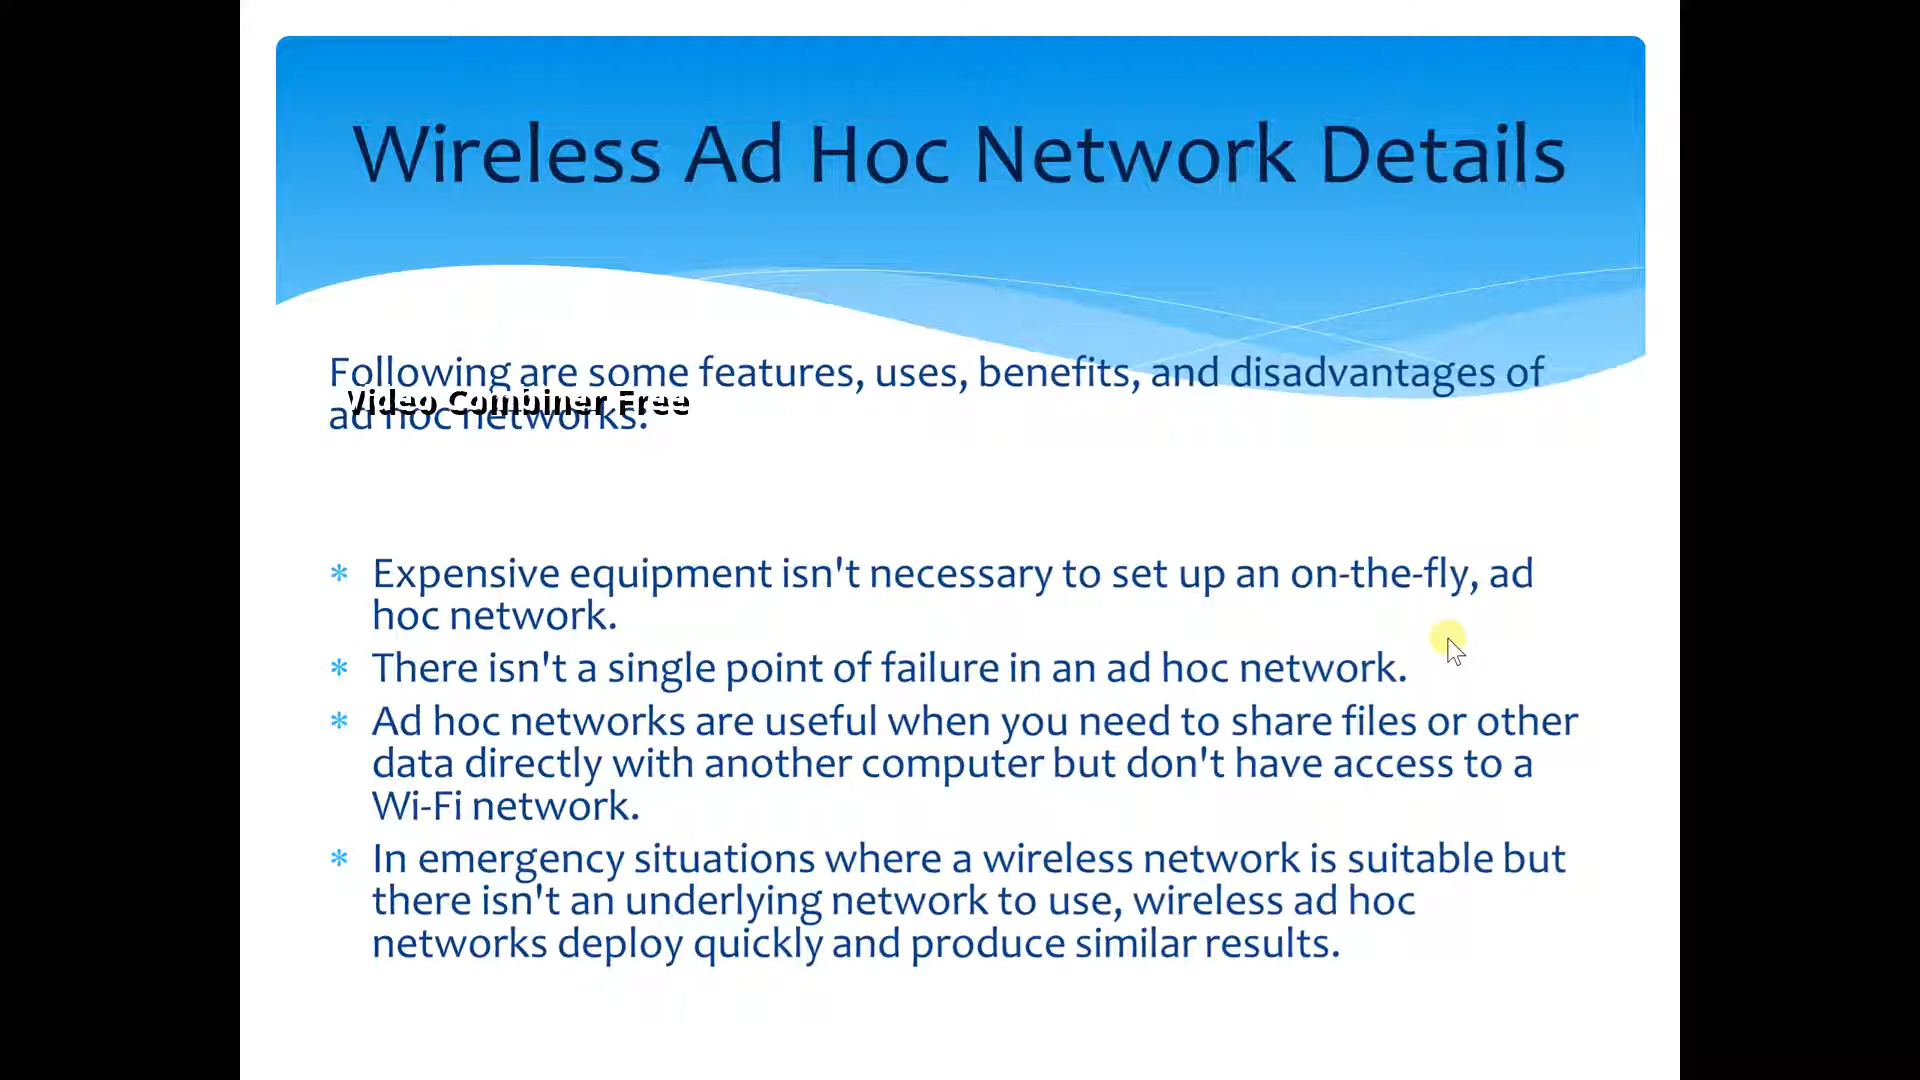 Wireless Ad Hoc Network Details
Following are some features, uses, benefits, and disadvantages of
Video Combiner Free
ad hoc networks:
* Expensive equipment isn't necessary to set up an on-the-fly, ad
hoc network.
* There isn't a single point of failure in an ad hoc network.
* Ad hoc networks are useful when you need to share files or other
data directly with another computer but don't have access to a
Wi-Fi network.
* In emergency situations where a wireless network is suitable but
there isn't an underlying network to use, wireless ad hoc
networks deploy quickly and produce similar results.